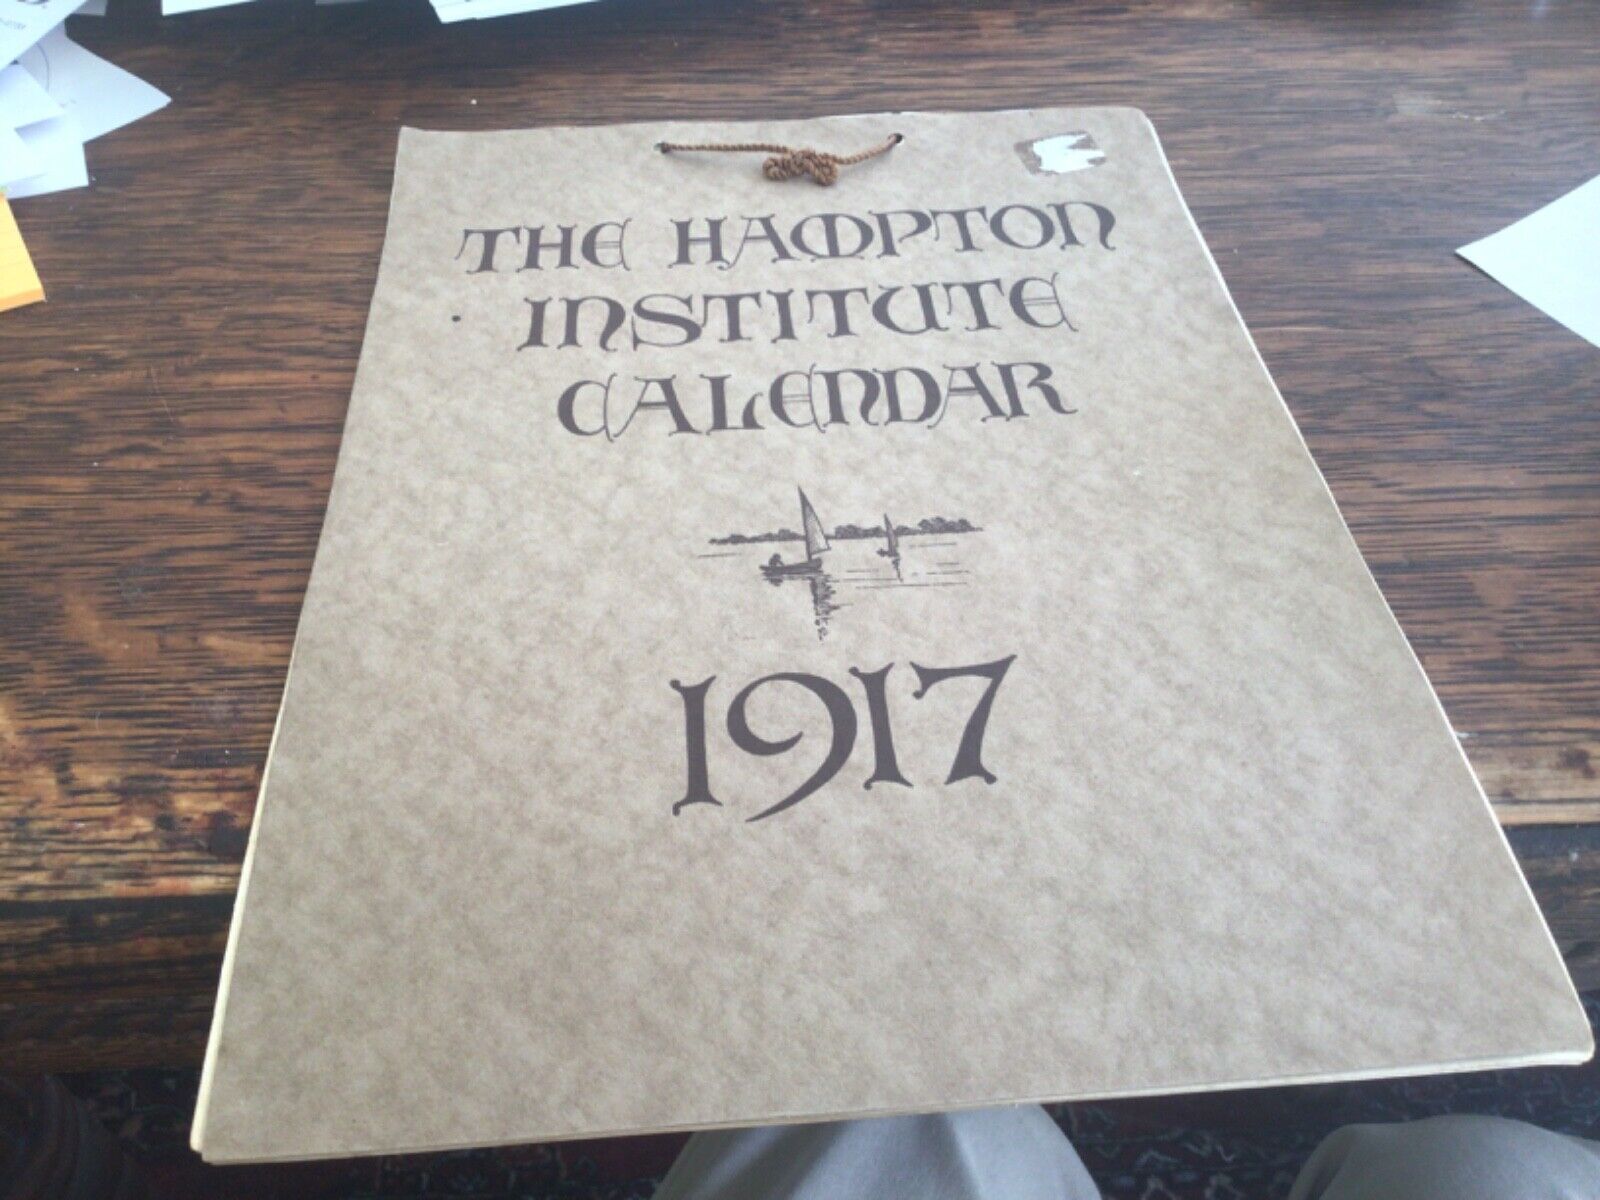 THE HAMPTON
INSTITUTE
CALENDAR
1917